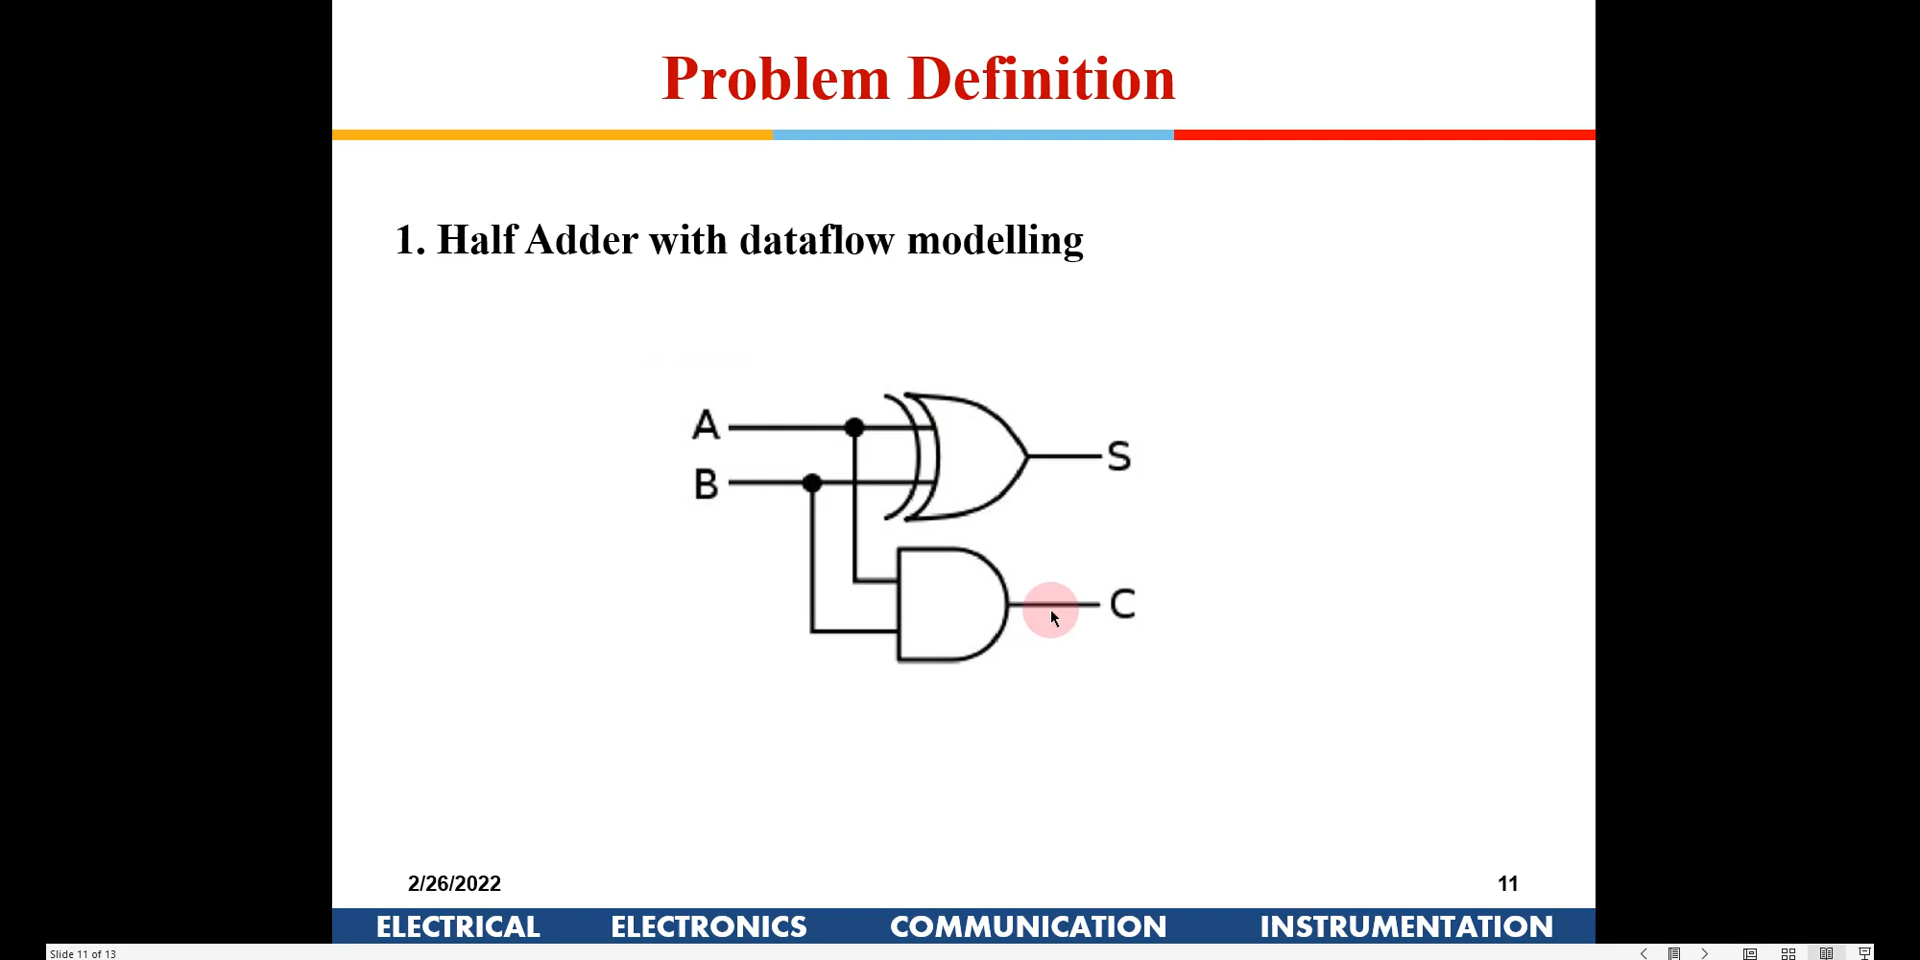 Problem Definition
1. Half Adder with dataflow modelling
A
S
B
C
2/26/2022
11
ELECTRICAL ELECTRONICS COMMUNICATION INSTRUMENTATION
Slide 11 of 13